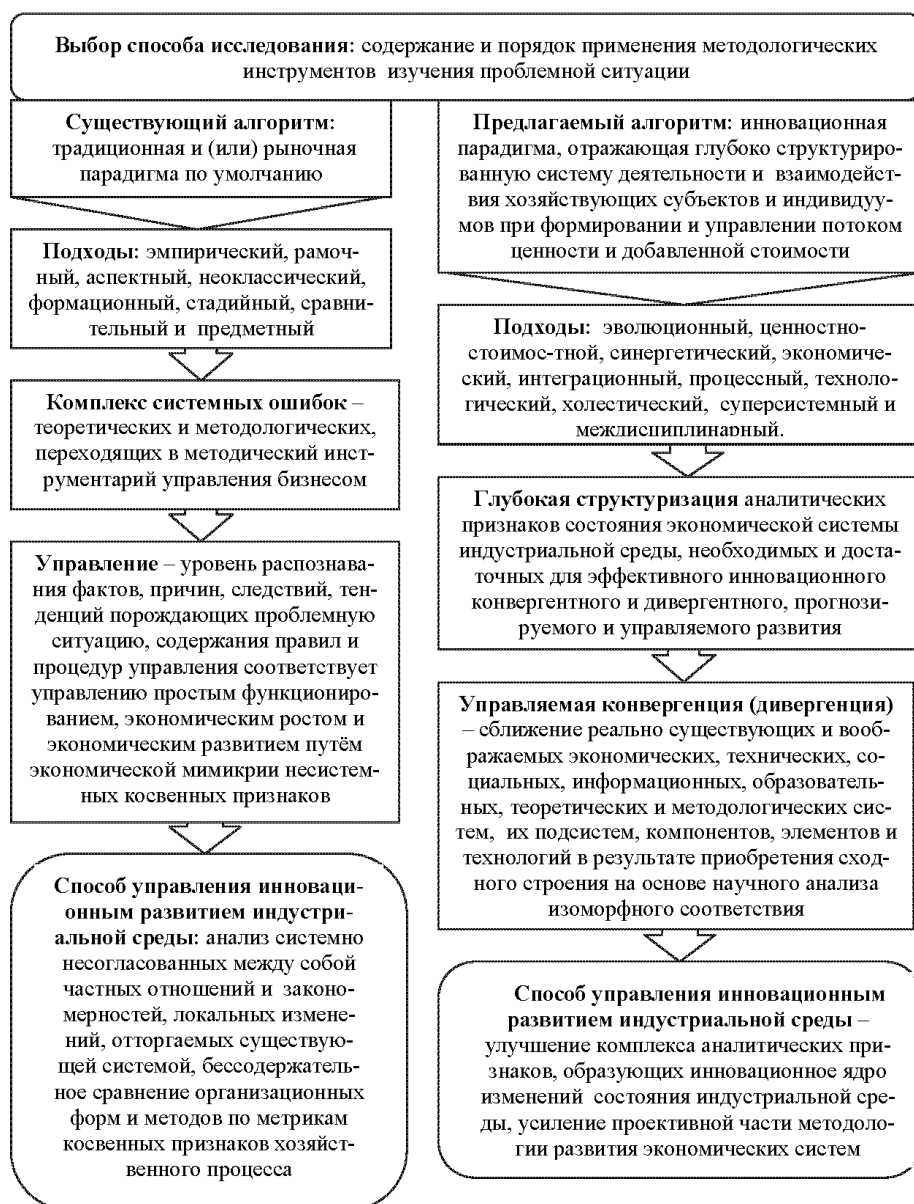 Выбор способа исследования: содержание и порядок применения методологических
инструментов изучения проблемной ситуации
Существующий алгоритм:
традиционная и (или) рыночная
парадигма по умолчанию
Подходы: эмпирический, рамоч-
ный, аспектный, неоклассический,
формационный, стадийный, сравни-
тельный и предметный
Комплекс системных ошибок –
теоретических и методологических,
переходящих в методический инст-
рументарий управления бизнесом
Управление – уровень распознава-
вания фактов, причин, следствий, тен-
денций порождающих проблемную
ситуацию, содержания правил и
процедур управления соответствует
управлению простым функциониро-
ванием, экономическим ростом и
экономическим развитием путём
экономической мимикрии несистем-
ных косвенных признаков
Способ управления инноваци-
онным развитием индустри-
альной среды: анализ системно
несогласованных между собой
частных отношений и законо-
мерностей, локальных измене-
ний, отторгаемых существую-
щей системой, бессодержатель-
ное сравнение организационных
форм и методов по метрикам
косвенных признаков хозяйст-
венного процесса
Предлагаемый алгоритм: инновационная
парадигма, отражающая глубоко структуриро-
ванную систему деятельности и взаимодейст-
вия хозяйствующих субъектов и индивидуу-
мов при формировании и управлении потоком
ценности и добавленной стоимости
Подходы: эволюционный, ценностно-
стоимос-тной, синергетический, экономиче-
ский, интеграционный, процессный, техноло-
гический, холестический, суперсистемный и
междисциплинарный.
Глубокая структуризация аналитических
признаков состояния экономической системы
индустриальной среды, необходимых и доста-
точных для эффективного инновационного
конвергентного и дивергентного, прогнози-
руемого и управляемого развития
Управляемая конвергенция (дивергенция)
– сближение реально существующих и вооб-
ражаемых экономических, технических, со-
циальных, информационных, образователь-
ных, теоретических и методологических сис-
тем, их подсистем, компонентов, элементов и
технологий в результате приобретения сход-
ного строения на основе научного анализа
изоморфного соответствия
Способ управления инновационным
развитием индустриальной среды –
улучшение комплекса аналитических при-
знаков, образующих инновационное ядро
изменений состояния индустриальной сре-
ды, усиление проективной части методоло-
гии развития экономических систем